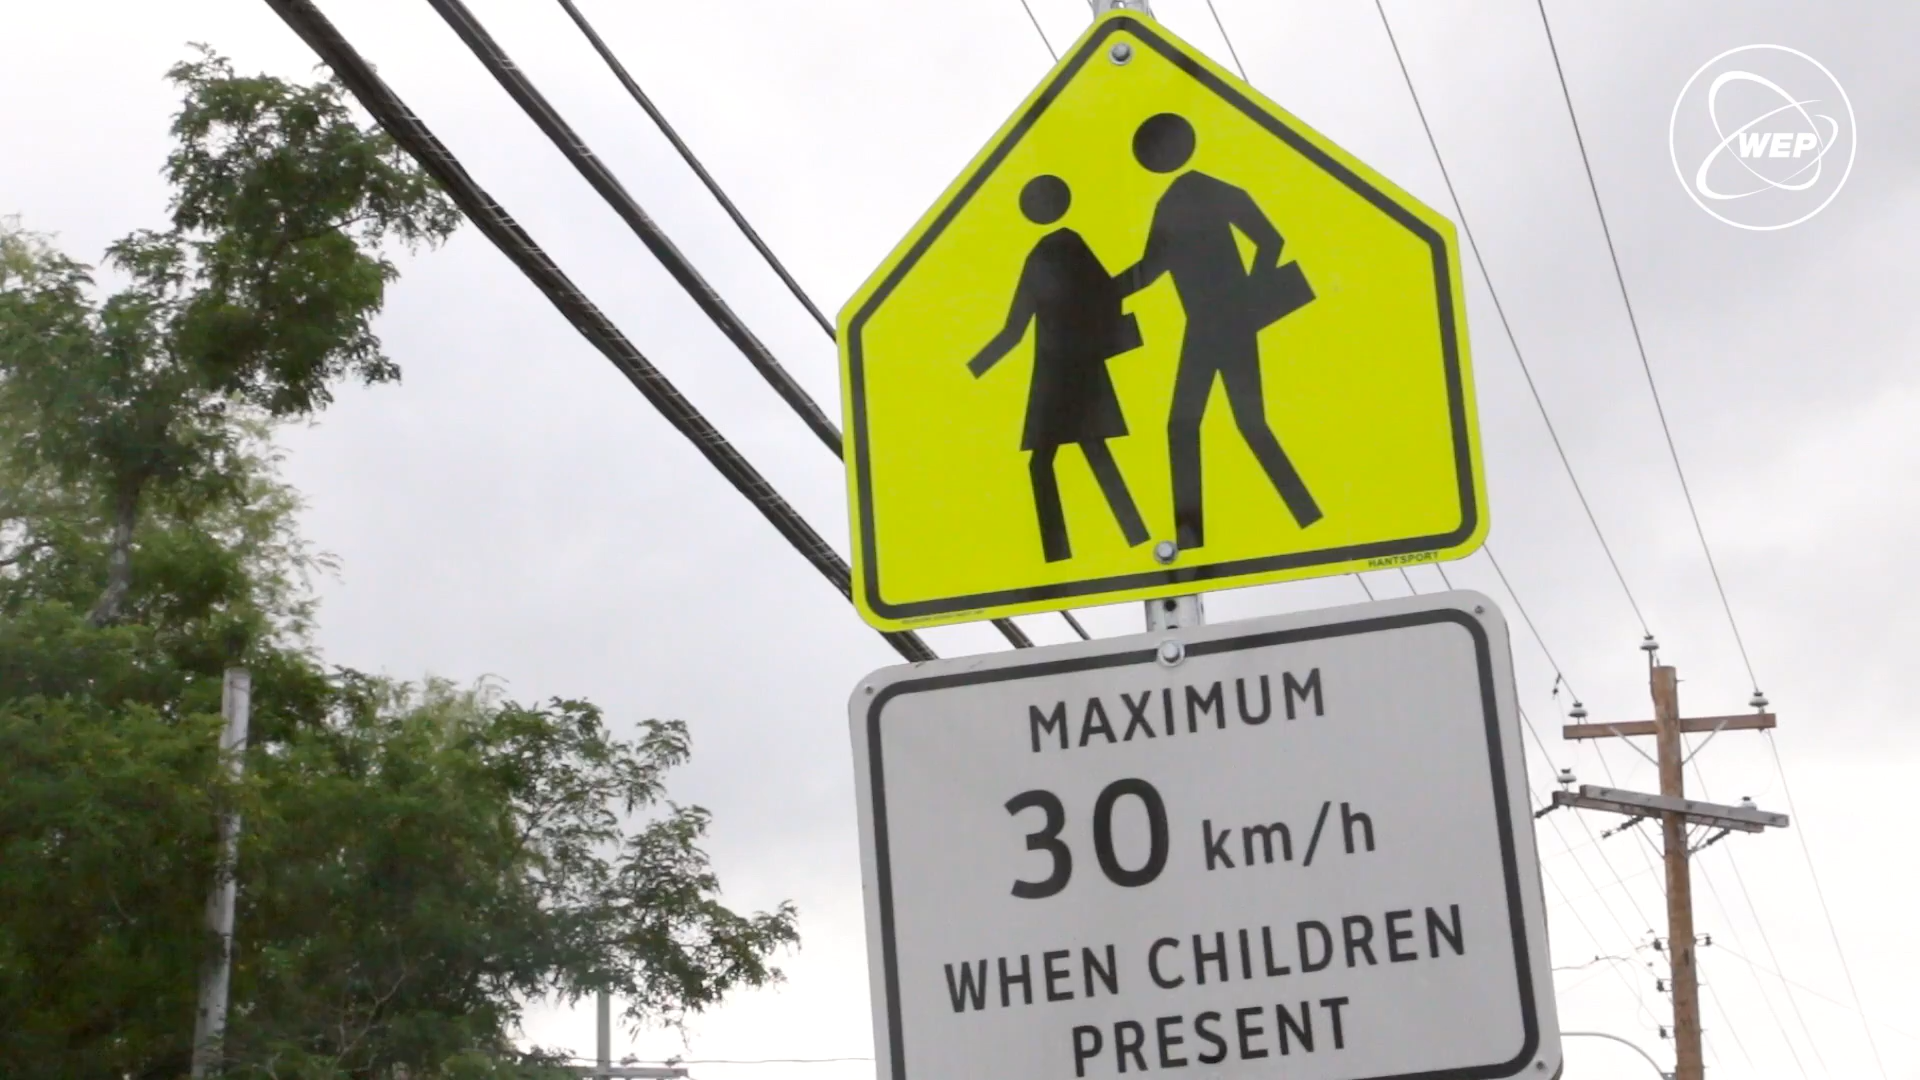 WEP
HANTSPORT
MAXIMUM
30 km/h
WHEN CHILDREN
PRESENT